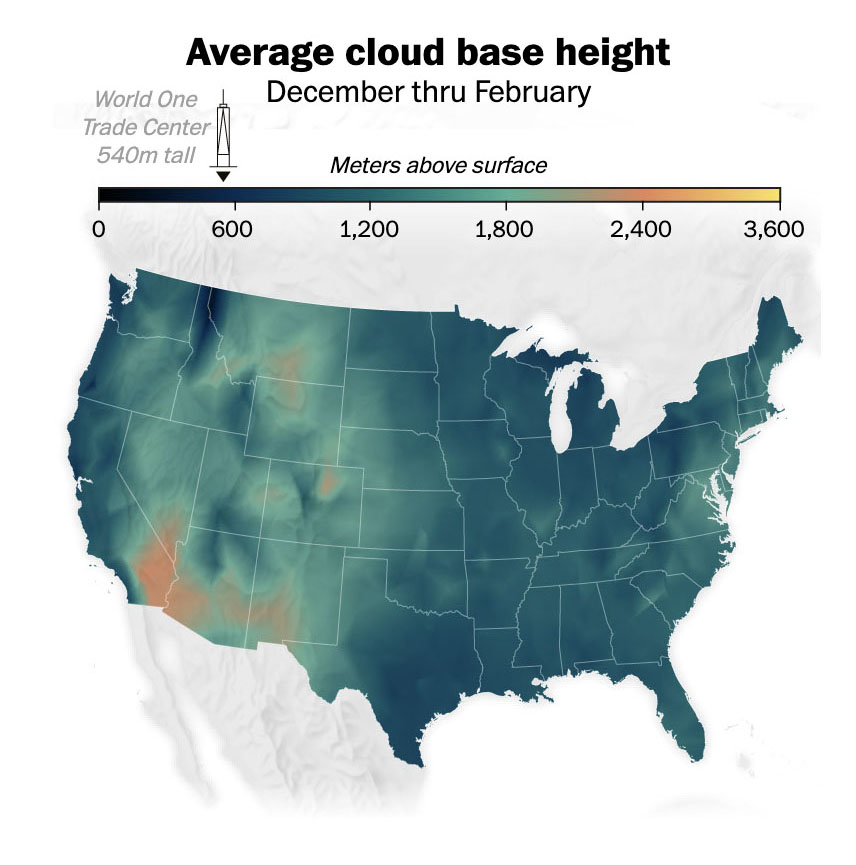 Average cloud base height
December thru February
World One
Trade Center
540m tall
Meters above surface
0 600 1,200 1,800 2,400 3,600